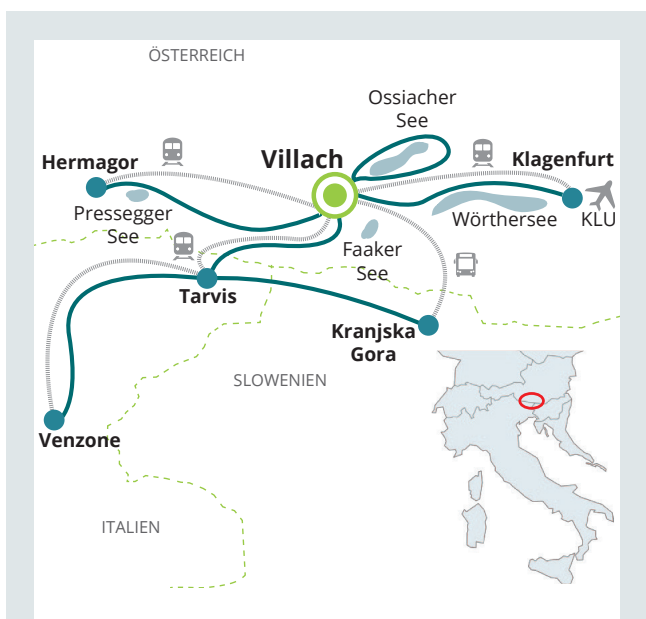 ÖSTERREICH
Ossiacher
See
Hermagor
Villach
Klagenfurt
Pressegger
See
Wörthersee
KLU
Faaker
See
Tarvis
Kranjska
Gora
SLOWENIEN
Venzone
ITALIEN